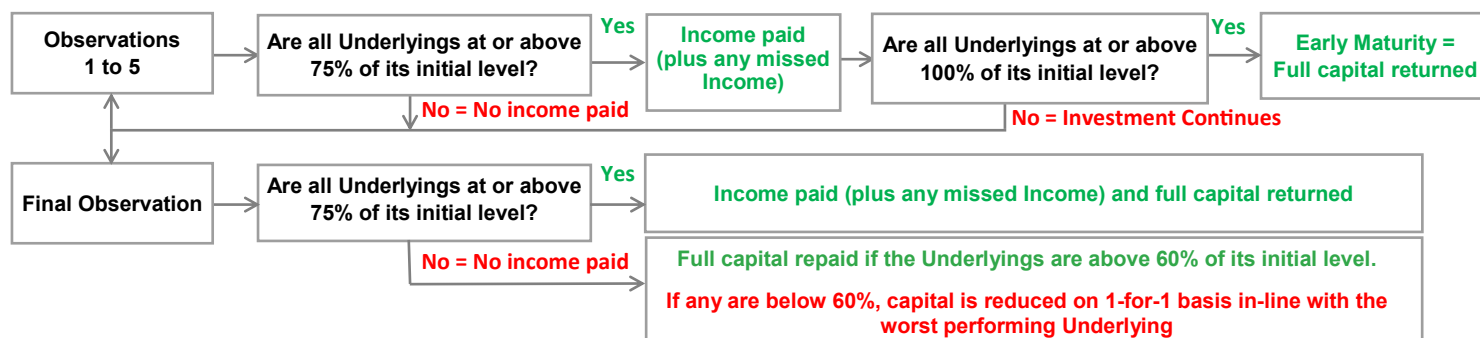 Observations
1 to 5
Are all Underlyings at or above
75% of its initial level?
Yes
Income paid
(plus any missed
Income)
Are all Underlyings at or above
100% of its initial level?
Yes
Early Maturity =
Full capital returned
No = No income paid
No = Investment Continues
Final Observation
Are all Underlyings at or above
75% of its initial level?
Yes
Income paid (plus any missed Income) and full capital returned
No = No income paid
Full capital repaid if the Underlyings are above 60% of its initial level.
If any are below 60%, capital is reduced on 1-for-1 basis in-line with the
worst performing Underlying